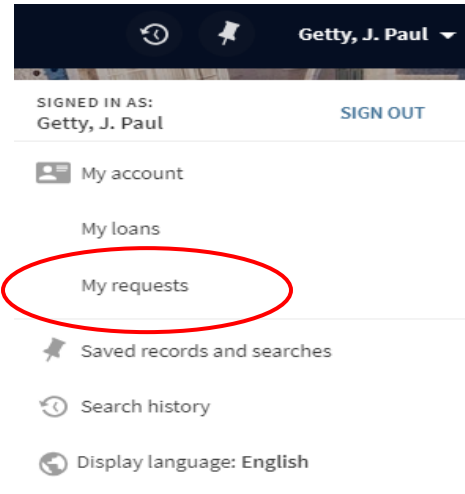 Getty, J. Paul
SIGNED IN AS:
Getty, J. Paul
SIGN OUT
My account
My loans
My requests
Saved records and searches
Search history
Display language: English